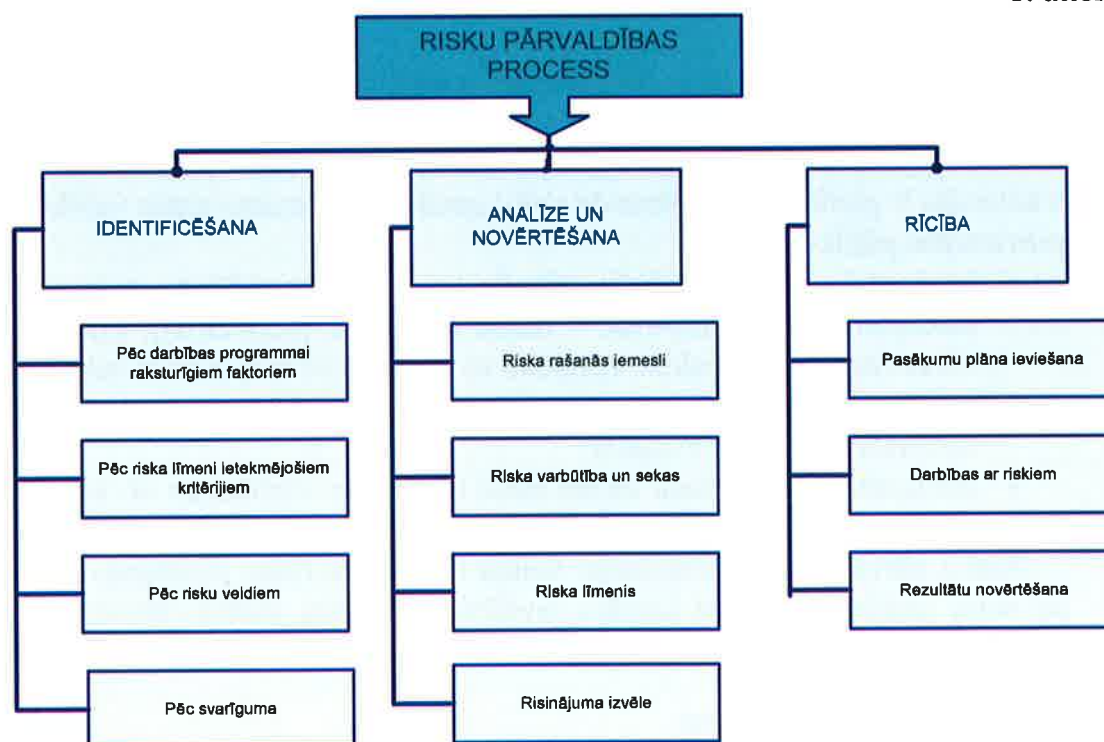 RISKU PĀRVALDĪBAS
PROCESS
IDENTIFICĒŠANA
Pēc darbības programmai
raksturīgiem faktoriem
Pēc riska līmeni ietekmējošiem
kritērijiem
Pēc risku veidiem
Pēc svarīguma
ANALĪZE UN
NOVĒRTĒŠANA
Riska rašanās iemesli
Riska varbūtība un sekas
Riska līmenis
Risinājuma izvēle
RĪCĪBA
Pasākumu plāna ieviešana
Darbības ar riskiem
Rezultātu novērtēšana